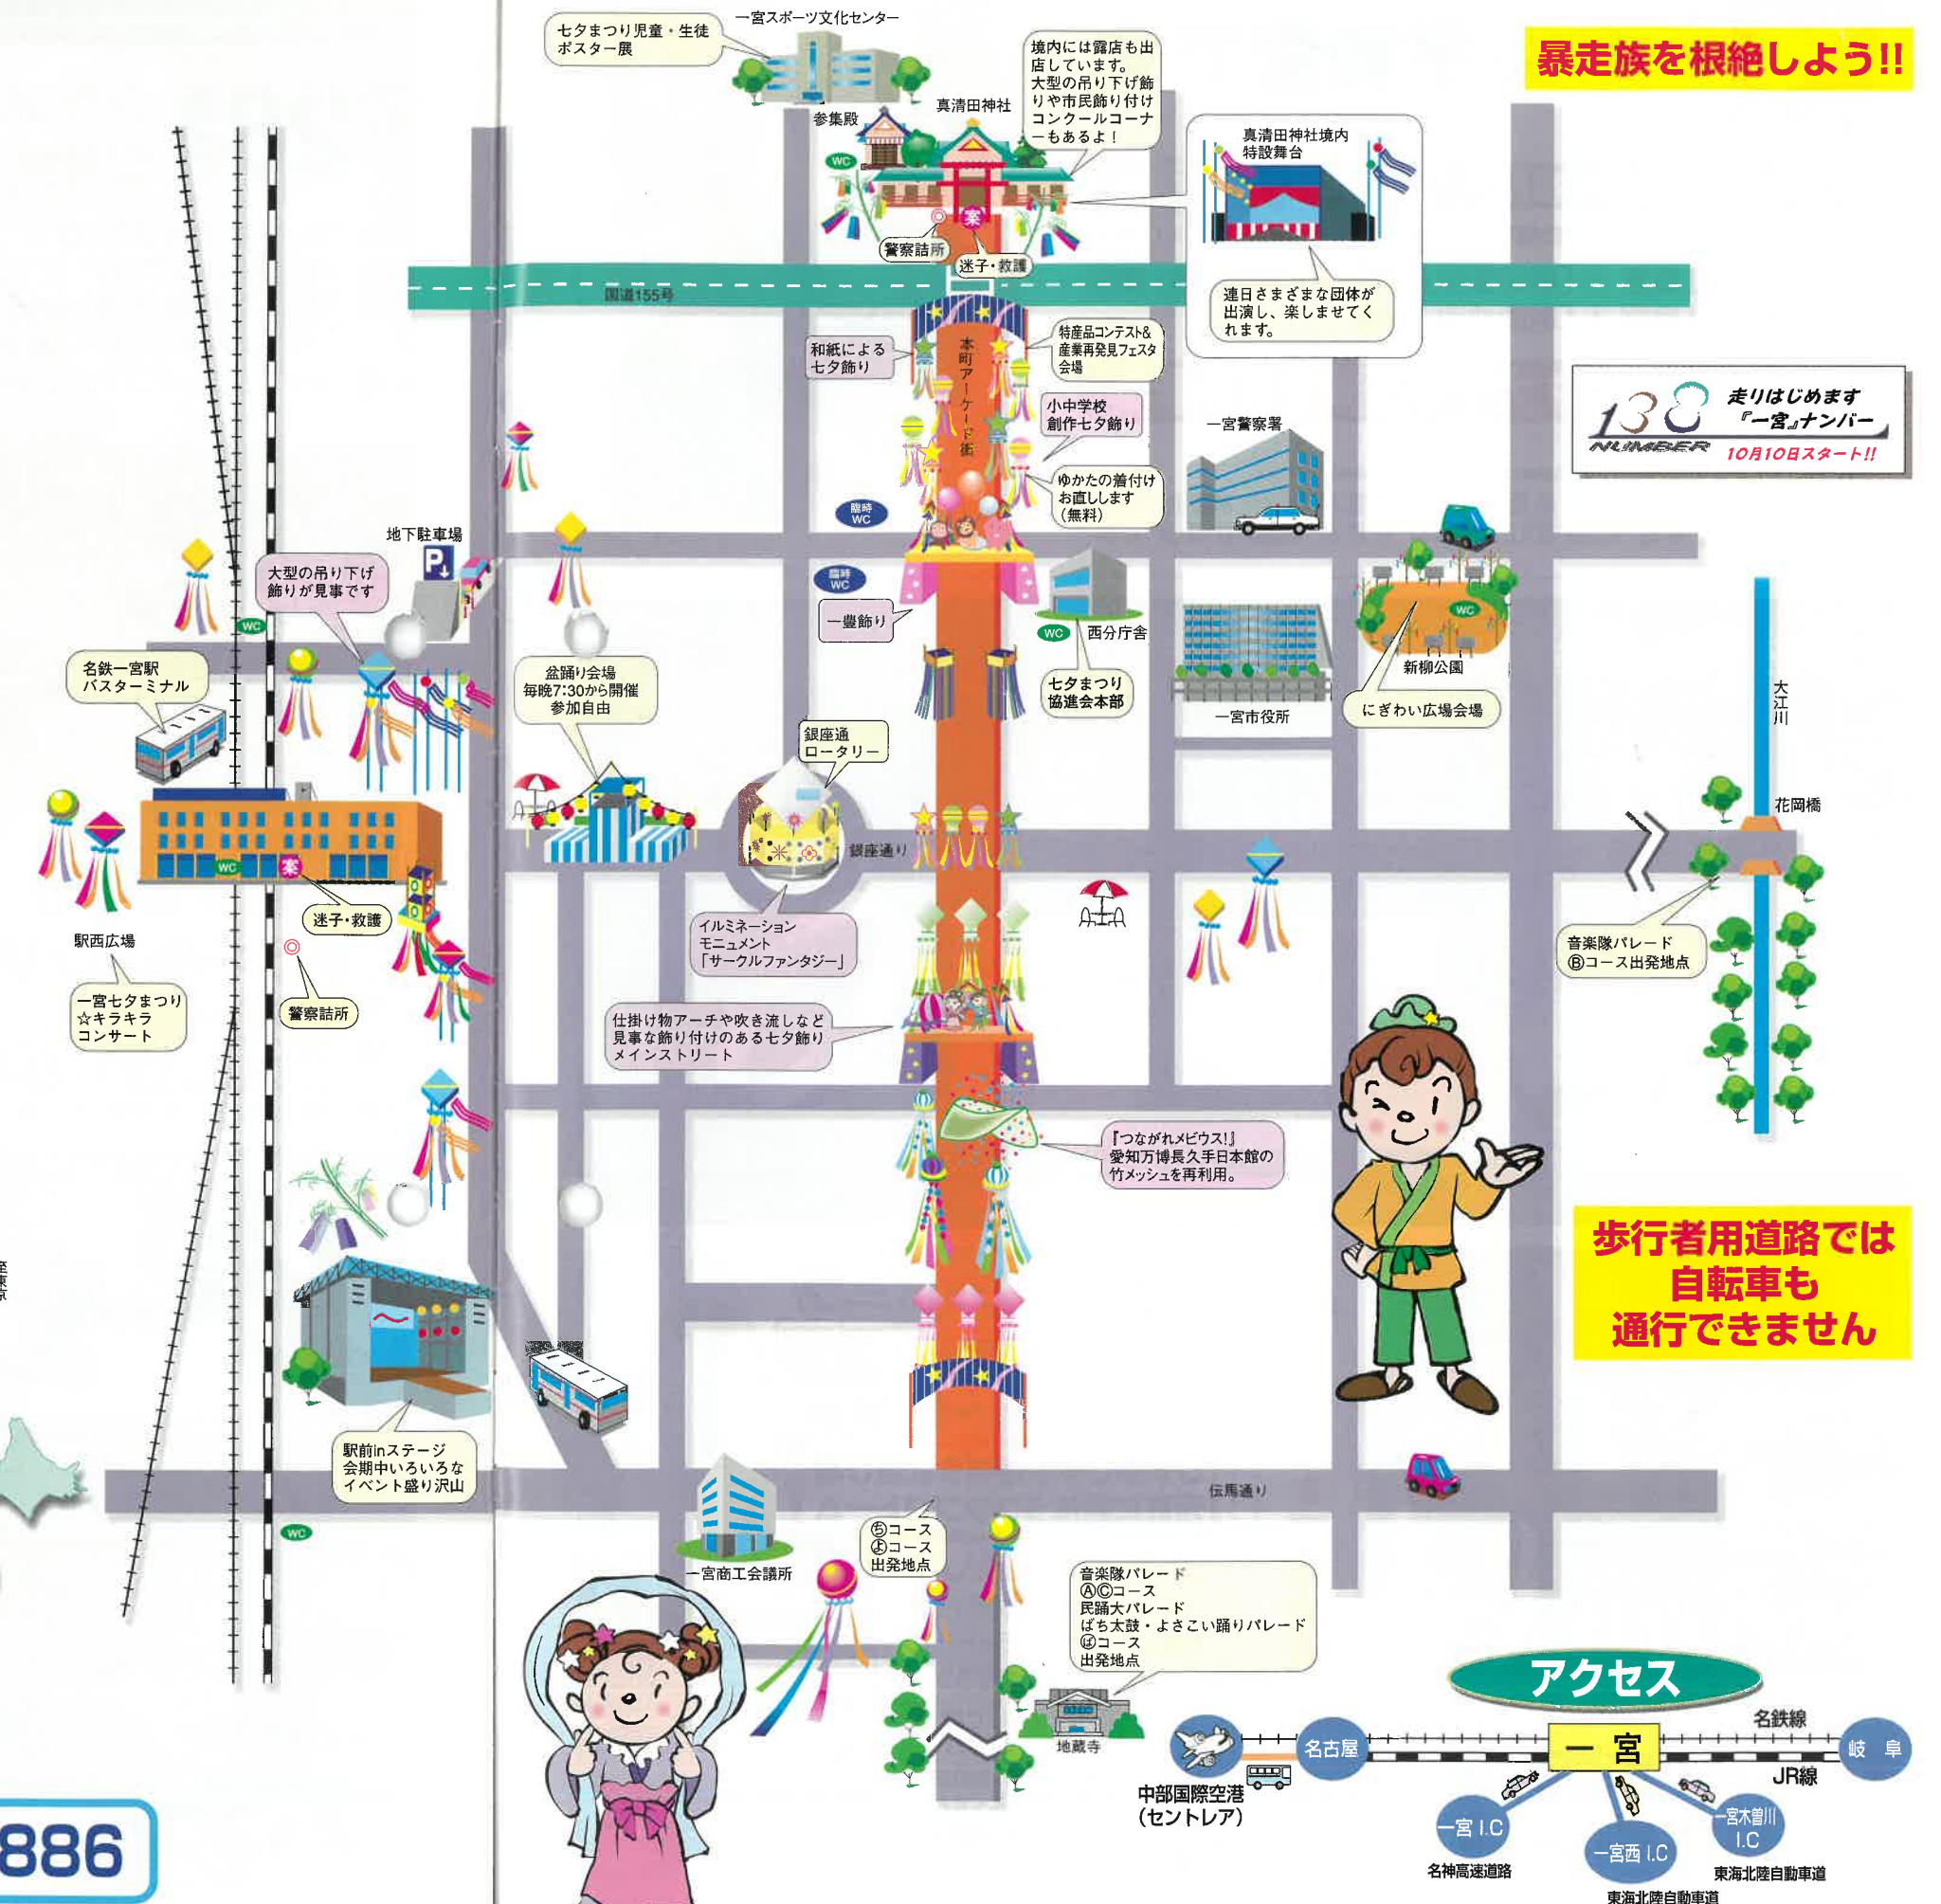 七夕まつり児童・生徒
ポスター展
一宮スポーツ文化センター
境内には露店も出
店しています。
大型の吊り下げ飾
りや市民飾り付け
コンクールコーナ
ーもあるよ！
暴走族を根絶しよう!!
参集殿
真清田神社
WC
案
警察詰所
迷子・救護
真清田神社境内
特設舞台
連日さまざまな団体が
出演し、楽しませてく
れます。
国道155号
和紙による
七夕飾り
本町アーケード街
特産品コンテスト&
産業再発見フェスタ
会場
小中学校
創作七夕飾り
ゆかたの着付け
お直しします
（無料）
一宮警察署
138
NUMBER
走りはじめます
『一宮』ナンバー
10月10日スタート!!
臨時
WC
臨時
WC
一豊飾り
地下駐車場
P
大型の吊り下げ
飾りが見事です
WC
名鉄一宮駅
バスターミナル
盆踊り会場
毎晩7:30から開催
参加自由
銀座通
ロータリー
WC
西分庁舎
七夕まつり
協進会本部
一宮市役所
WC
新柳公園
にぎわい広場会場
大江川
花岡橋
銀座通り
WC
案
迷子・救護
駅西広場
一宮七夕まつり
☆キラキラ
コンサート
警察詰所
イルミネーション
モニュメント
「サークルファンタジー」
仕掛け物アーチや吹き流しなど
見事な飾り付けのある七夕飾り
メインストリート
音楽隊パレード
Ⓑコース出発地点
『つながれメビウス!』
愛知万博長久手日本館の
竹メッシュを再利用。
歩行者用道路では
自転車も
通行できません
駅前inステージ
会期中いろいろな
イベント盛り沢山
WC
伝馬通り
一宮商工会議所
ちコース
よコース
出発地点
音楽隊パレード
ⒶⒸコース
民踊大パレード
ばち太鼓・よさこい踊りパレード
ばコース
出発地点
地蔵寺
アクセス
中部国際空港
（セントレア）
名古屋
一宮
名鉄線
JR線
岐阜
一宮I.C
名神高速道路
一宮西I.C
東海北陸自動車道
一宮木曽川
I.C
東海北陸自動車道
886